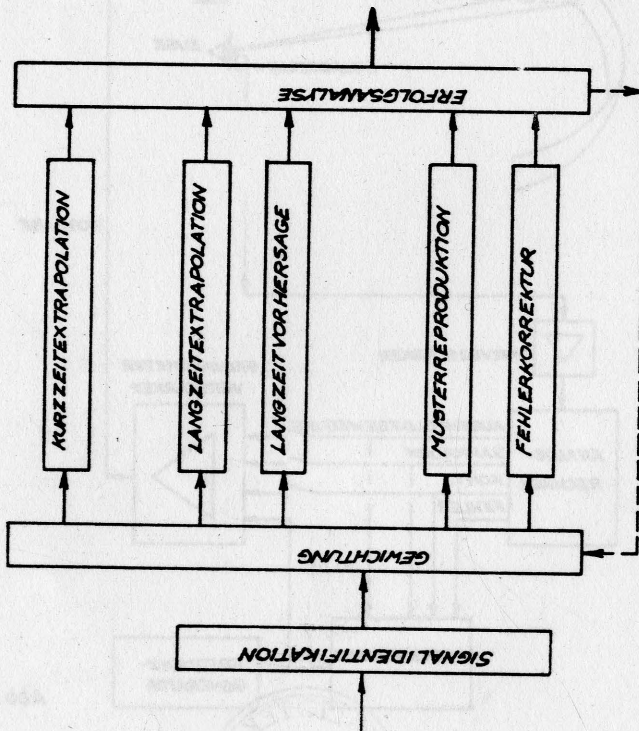 ERFOLGSANALYSE
KURZZEITEXTRAPOLATION
LANGZEITEXTRAPOLATION
LANGZEITVORHERSAGE
MUSTERREPRODUKTION
FEHLERKORREKTUR
GEWICHTUNG
SIGNALIDENTIFIKATION